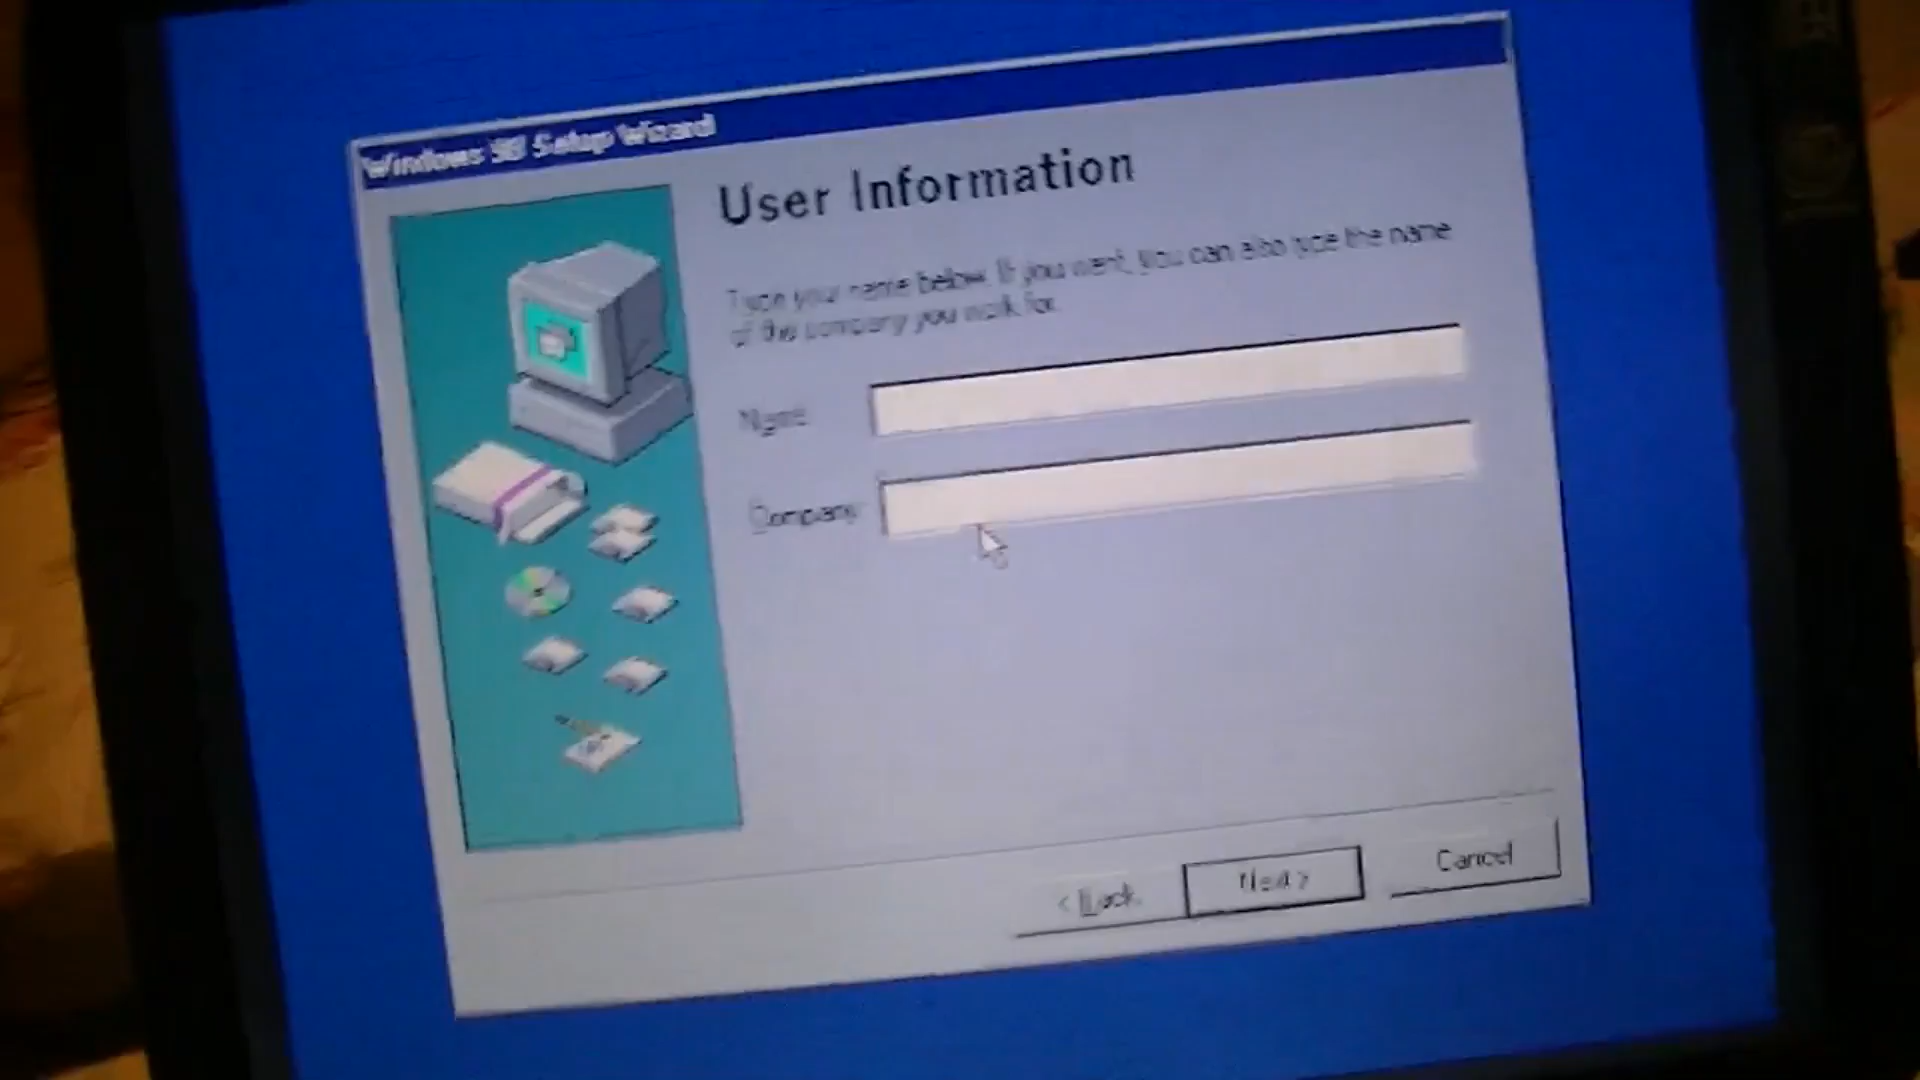 Windows 98 Setup Wizard
User Information
Type your name below. If you want, you can also type the name
of the company you work for.
Name:
Company:
< Back
Next >
Cancel